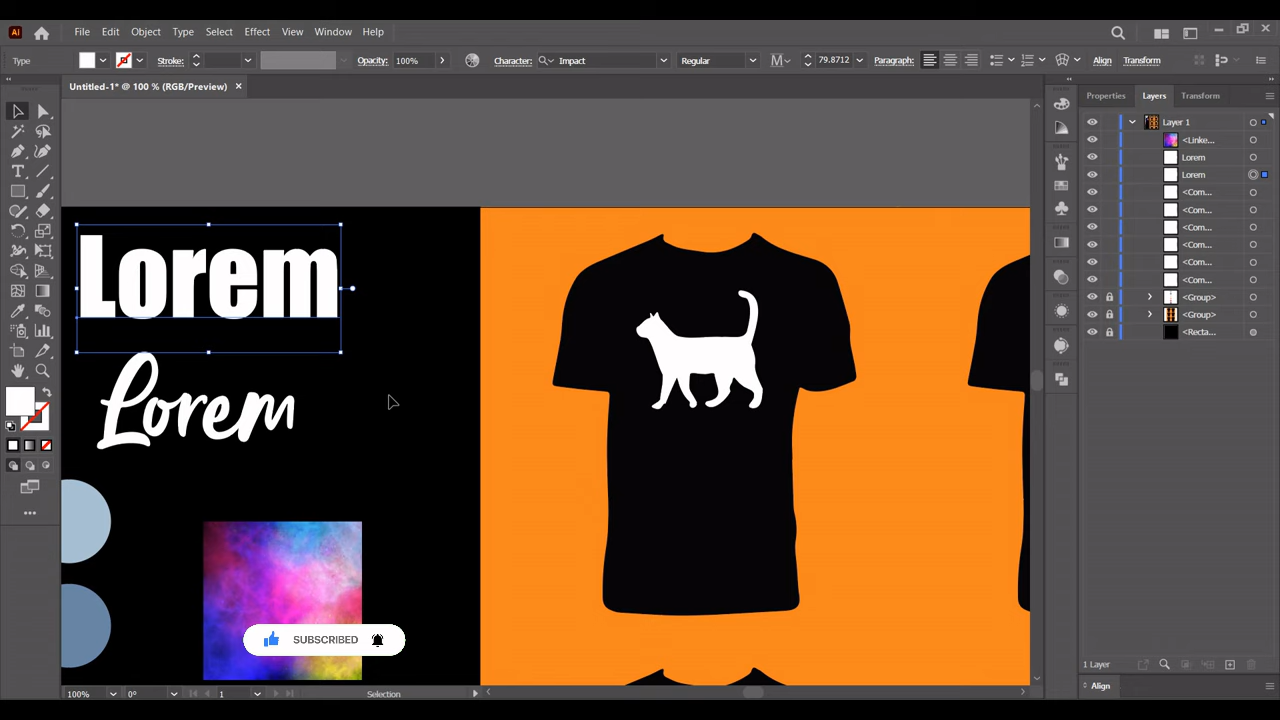 Ai File Edit Object Type Select Effect View Window Help
Type Stroke: Opacity: 100% Character: Impact Regular 79.8712 Paragraph: Align Transform
Untitled-1* @ 100 % (RGB/Preview)
Properties Layers Transform
Layer 1
<Linke...
Lorem
Lorem
<Com...
<Com...
<Com...
<Com...
<Com...
<Com...
<Group>
<Group>
<Recta...
Lorem
Lorem
SUBSCRIBED
1 Layer
Align
100% 0° 1 Selection